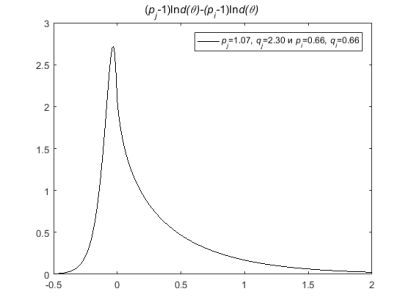 (p_j-1)lnd(θ)-(p_i-1)lnd(θ)
p_j=1.07, q_j=2.30 и p_i=0.66, q_i=0.66
3
2.5
2
1.5
1
0.5
0
-0.5 0 0.5 1 1.5 2